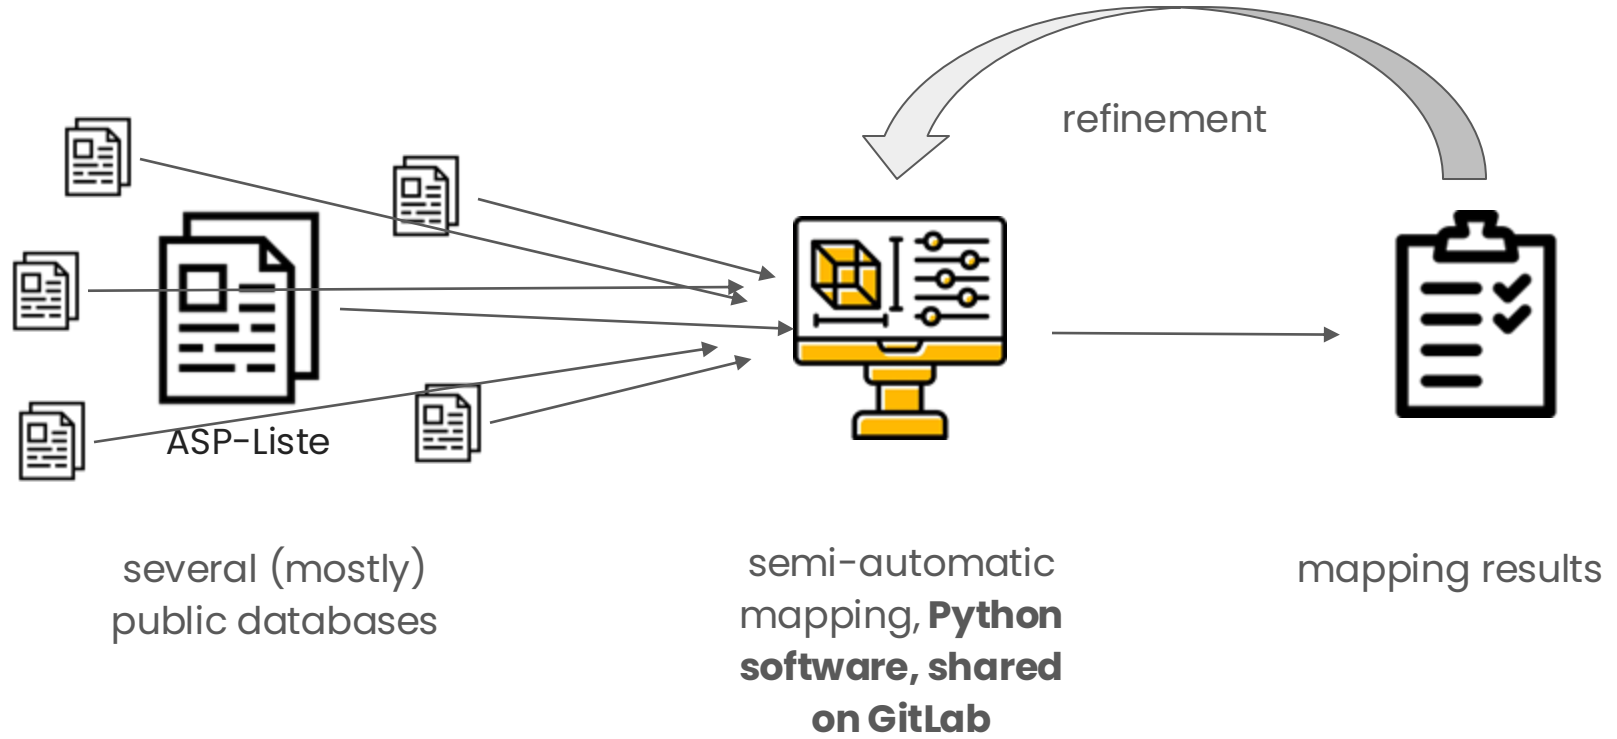 refinement
ASP-Liste
several (mostly)
public databases
semi-automatic
mapping, Python
software, shared
on GitLab
mapping results